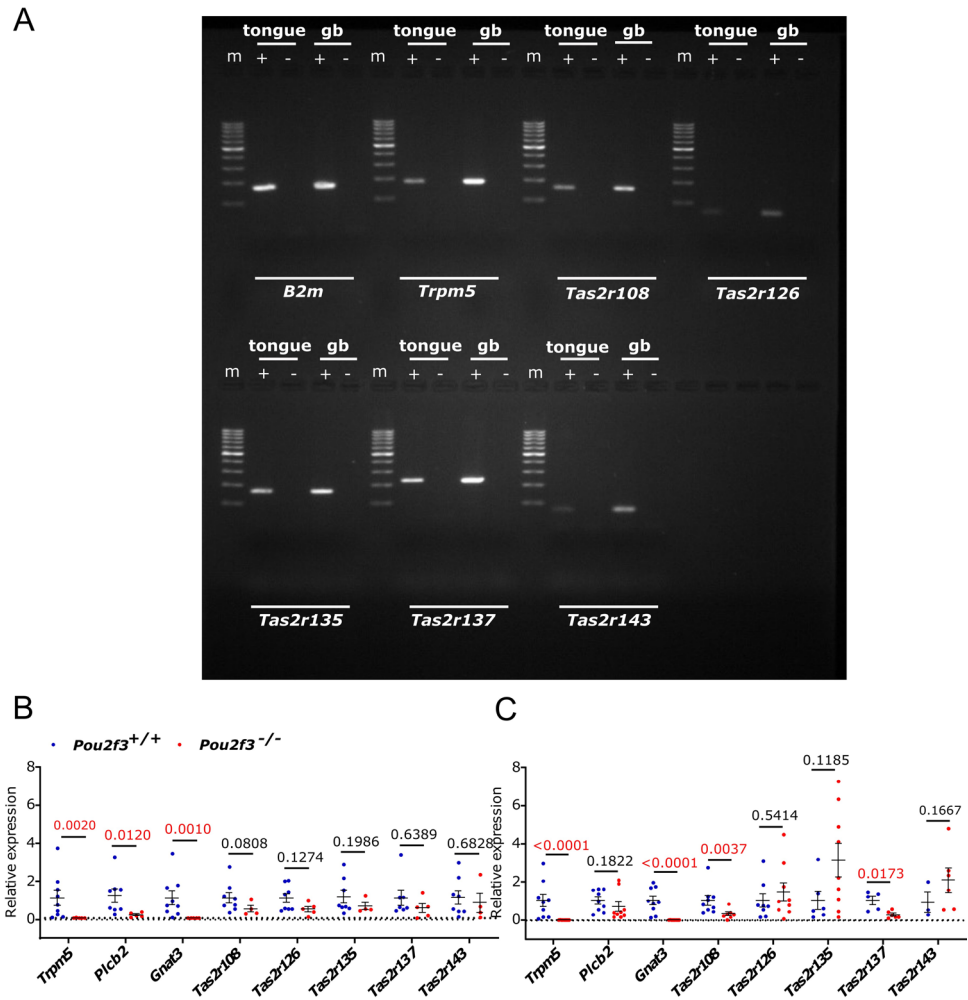 A
tongue gb tongue gb tongue gb tongue gb
m + - + - m + - + - m + - + - m + - + -
B2m Trpm5 Tas2r108 Tas2r126
tongue gb tongue gb tongue gb
m + - + - m + - + - m + - + -
Tas2r135 Tas2r137 Tas2r143
B
Pou2f3+/+ Pou2f3-/-
Relative expression
8
6
4
2
0
0.0020 0.0120 0.0010 0.0808 0.1274 0.1986 0.6389 0.6828
Trpm5 Plcb2 Gnat3 Tas2r108 Tas2r126 Tas2r135 Tas2r137 Tas2r143
C
Relative expression
8
6
4
2
0
<0.0001 0.1822 <0.0001 0.0037 0.5414 0.1185 0.0173 0.1667
Trpm5 Plcb2 Gnat3 Tas2r108 Tas2r126 Tas2r135 Tas2r137 Tas2r143